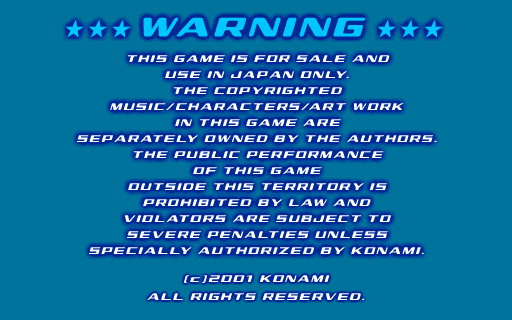 ★★★ WARNING ★★★
THIS GAME IS FOR SALE AND
USE IN JAPAN ONLY.
THE COPYRIGHTED
MUSIC/CHARACTERS/ART WORK
IN THIS GAME ARE
SEPARATELY OWNED BY THE AUTHORS.
THE PUBLIC PERFORMANCE
OF THIS GAME
OUTSIDE THIS TERRITORY IS
PROHIBITED BY LAW AND
VIOLATORS ARE SUBJECT TO
SEVERE PENALTIES UNLESS
SPECIALLY AUTHORIZED BY KONAMI.
(c)2001 KONAMI
ALL RIGHTS RESERVED.